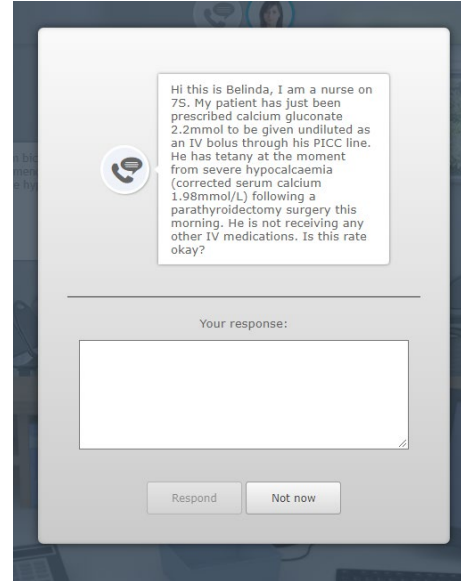 Hi this is Belinda, I am a nurse on
7S. My patient has just been
prescribed calcium gluconate
2.2mmol to be given undiluted as
an IV bolus through his PICC line.
He has tetany at the moment
from severe hypocalcaemia
(corrected serum calcium
1.98mmol/L) following a
parathyroidectomy surgery this
morning. He is not receiving any
other IV medications. Is this rate
okay?
Your response:
Respond
Not now